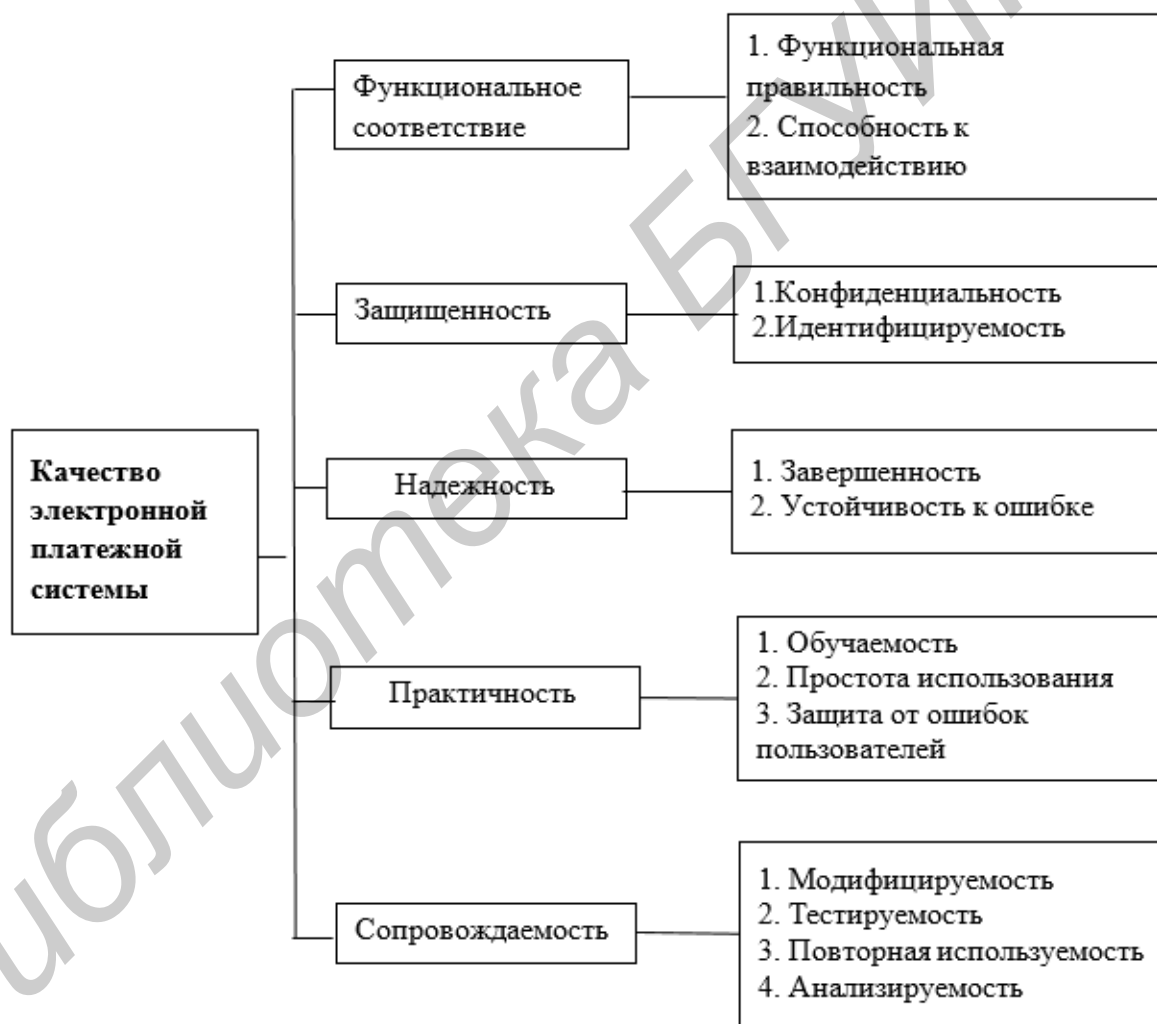 Качество
электронной
платежной
системы
Функциональное
соответствие
1. Функциональная
правильность
2. Способность к
взаимодействию
Защищенность
1.Конфиденциальность
2.Идентифицируемость
Надежность
1. Завершенность
2. Устойчивость к ошибке
Практичность
1. Обучаемость
2. Простота использования
3. Защита от ошибок
пользователей
Сопровождаемость
1. Модифицируемость
2. Тестируемость
3. Повторная используемость
4. Анализируемость
иблиотека БГУИ